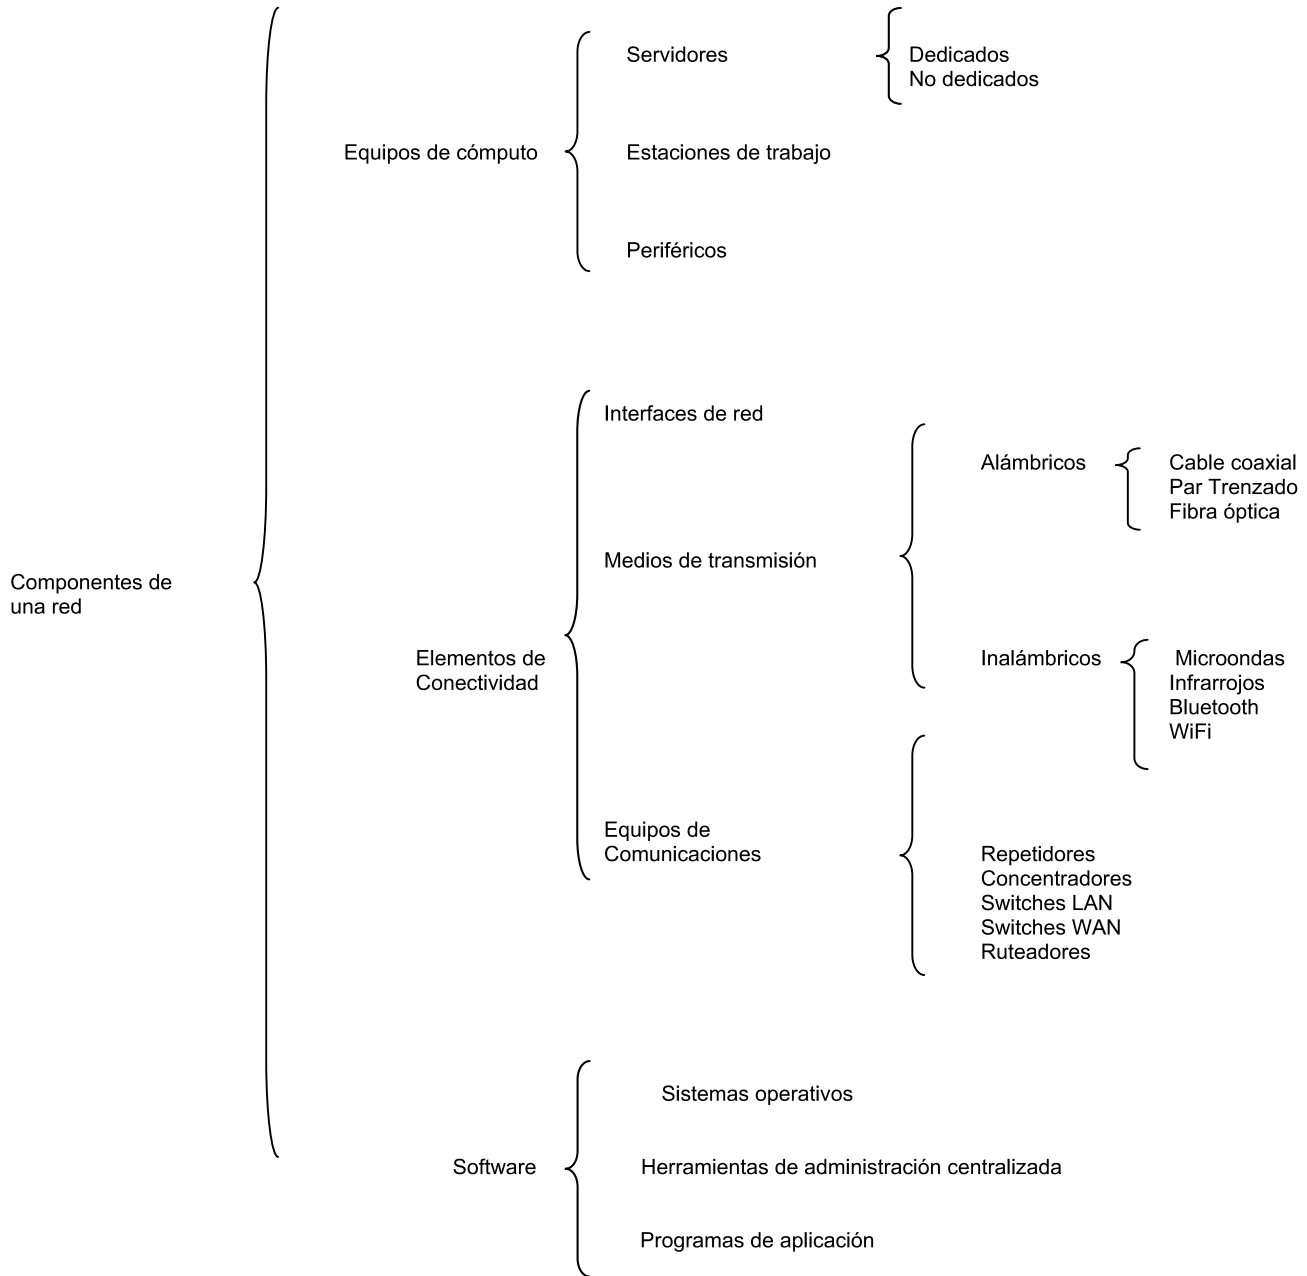 Servidores
Dedicados
No dedicados
Equipos de cómputo
Estaciones de trabajo
Periféricos
Interfaces de red
Alámbricos
Cable coaxial
Par Trenzado
Fibra óptica
Medios de transmisión
Componentes de
una red
Elementos de
Conectividad
Inalámbricos
Microondas
Infrarrojos
Bluetooth
WiFi
Equipos de
Comunicaciones
Repetidores
Concentradores
Switches LAN
Switches WAN
Ruteadores
Sistemas operativos
Software
Herramientas de administración centralizada
Programas de aplicación